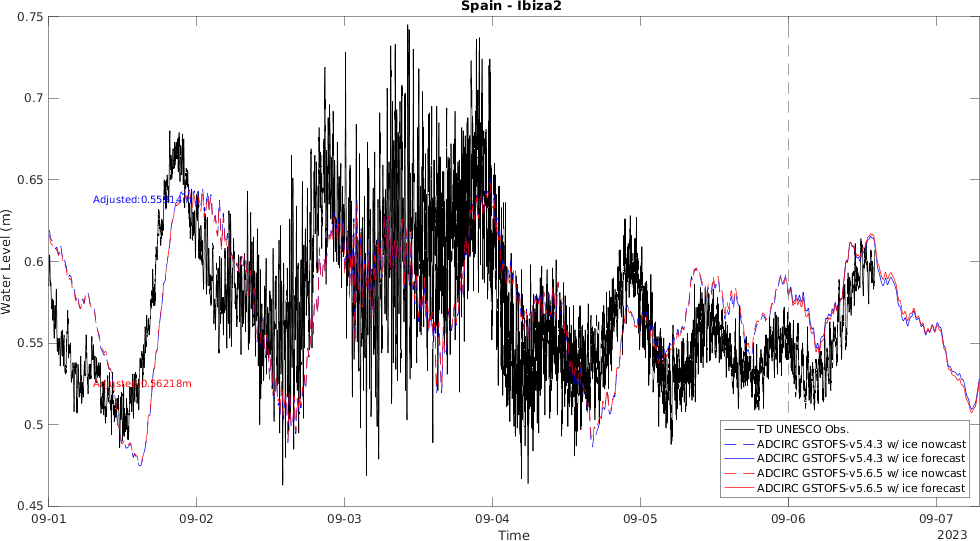 Spain - Ibiza2
0.75
0.7
0.65
0.6
0.55
0.5
0.45
Water Level (m)
Adjusted:0.55914m
Adjusted:0.56218m
TD UNESCO Obs.
ADCIRC GSTOFS-v5.4.3 w/ ice nowcast
ADCIRC GSTOFS-v5.4.3 w/ ice forecast
ADCIRC GSTOFS-v5.6.5 w/ ice nowcast
ADCIRC GSTOFS-v5.6.5 w/ ice forecast
09-01 09-02 09-03 09-04 09-05 09-06 09-07
Time
2023